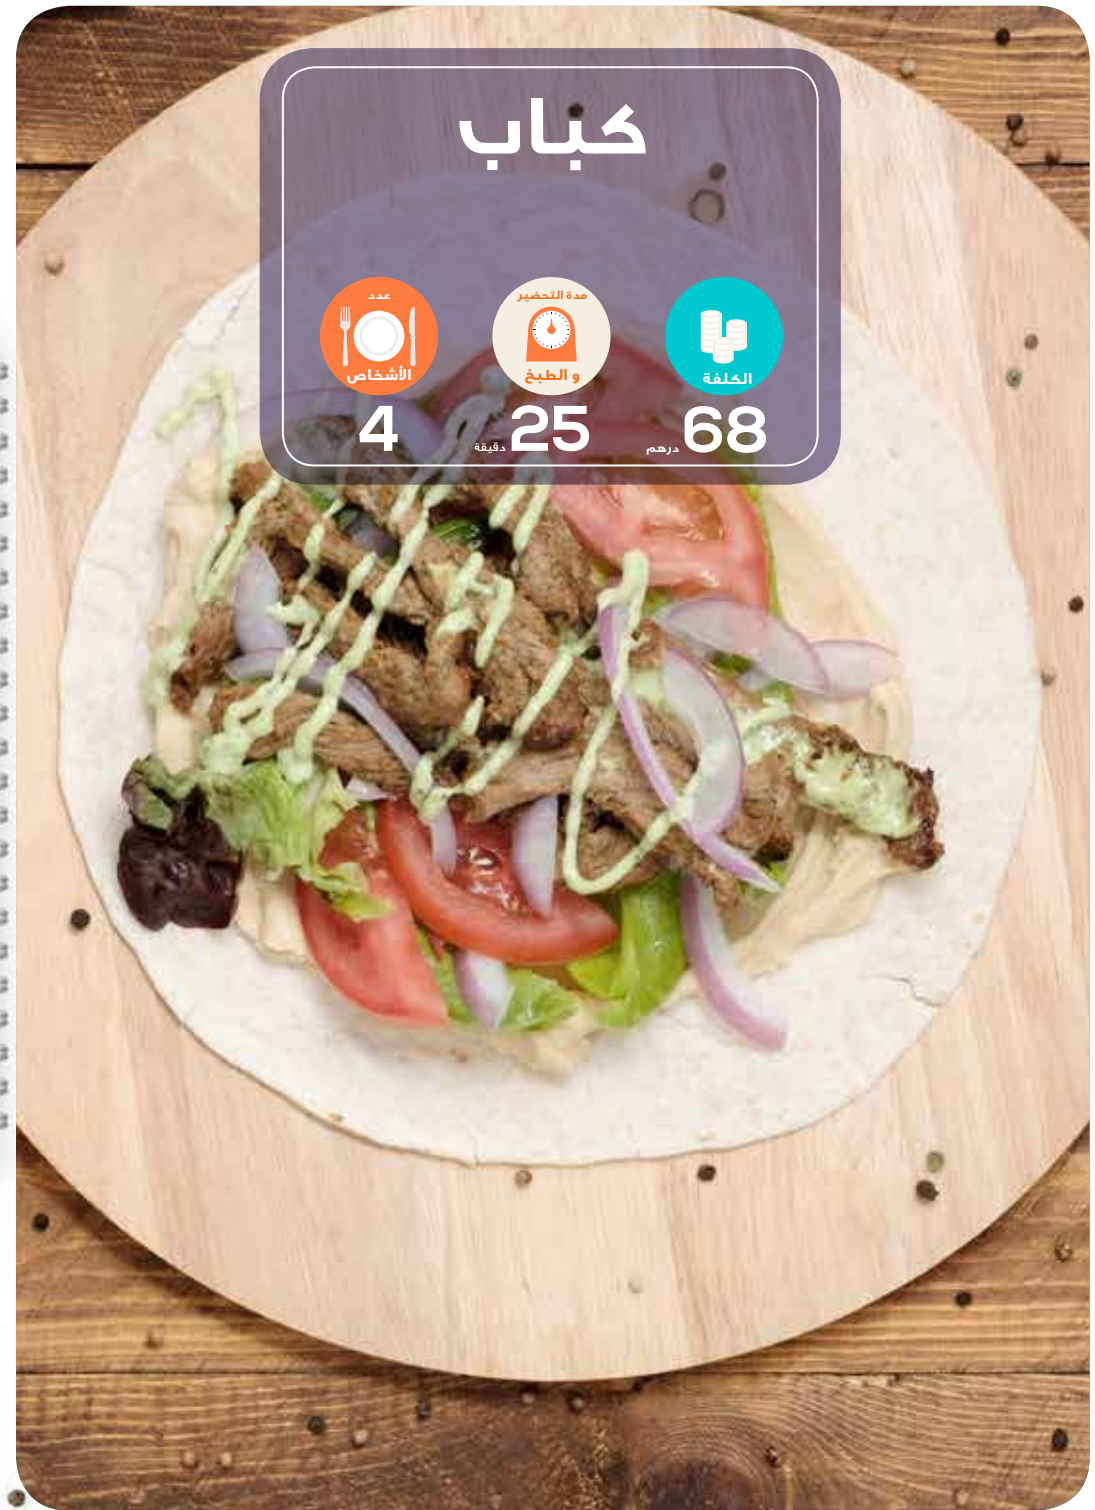 كباب
الكلفة
68 درهم
مدة التحضير
و الطبخ
25 دقيقة
عدد
الأشخاص
4